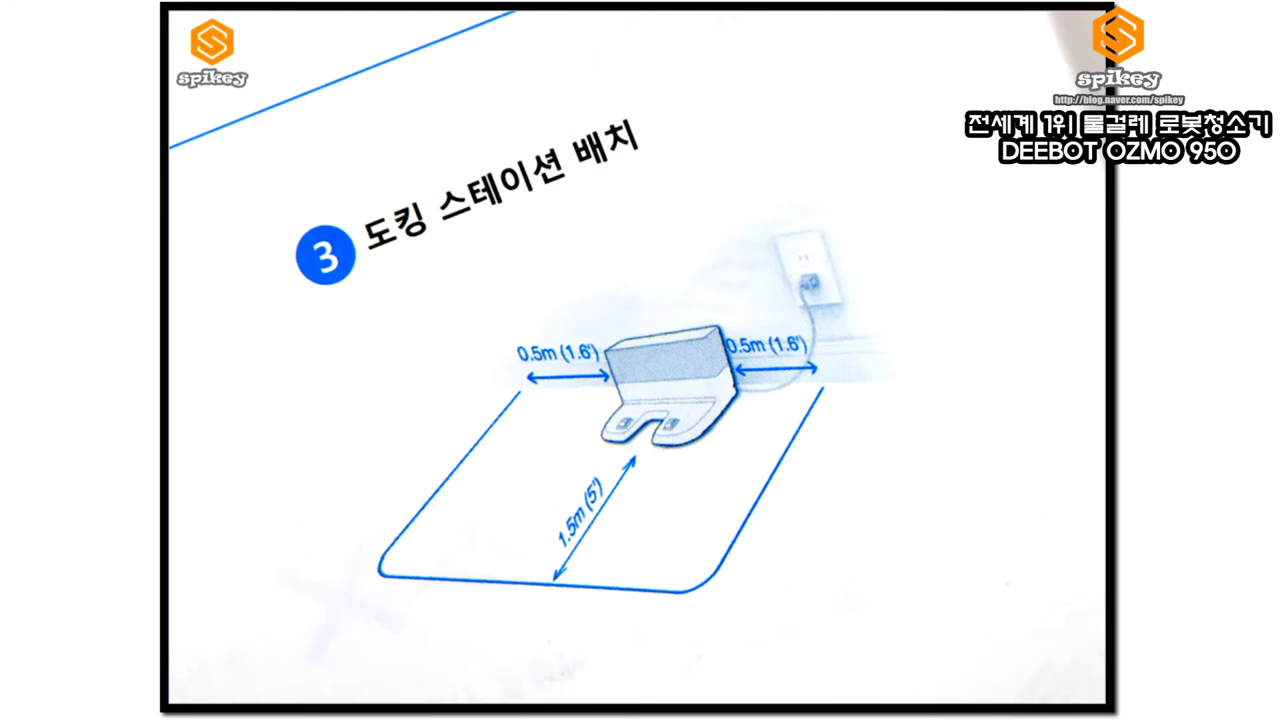 spikey
spikey
http://blog.naver.com/spikey
전세계 1위 물걸레 로봇청소기
DEEBOT OZMO 950
3 도킹 스테이션 배치
0.5m (1.6')
0.5m (1.6')
1.5m (5')